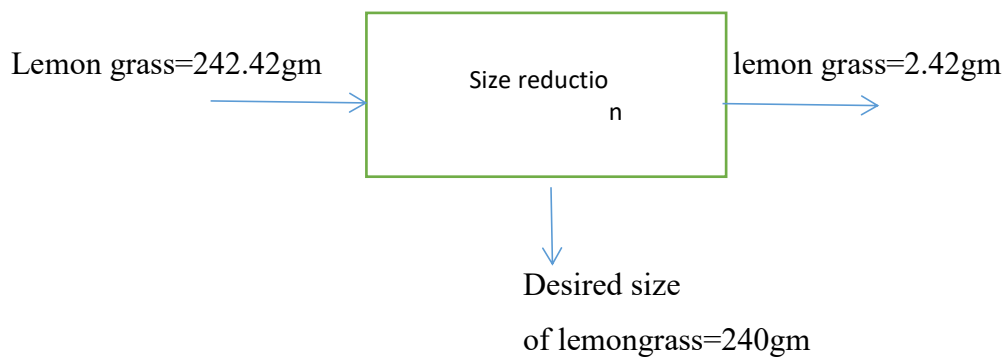 Lemon grass=242.42gm
Size reductio
n
lemon grass=2.42gm
Desired size
of lemongrass=240gm